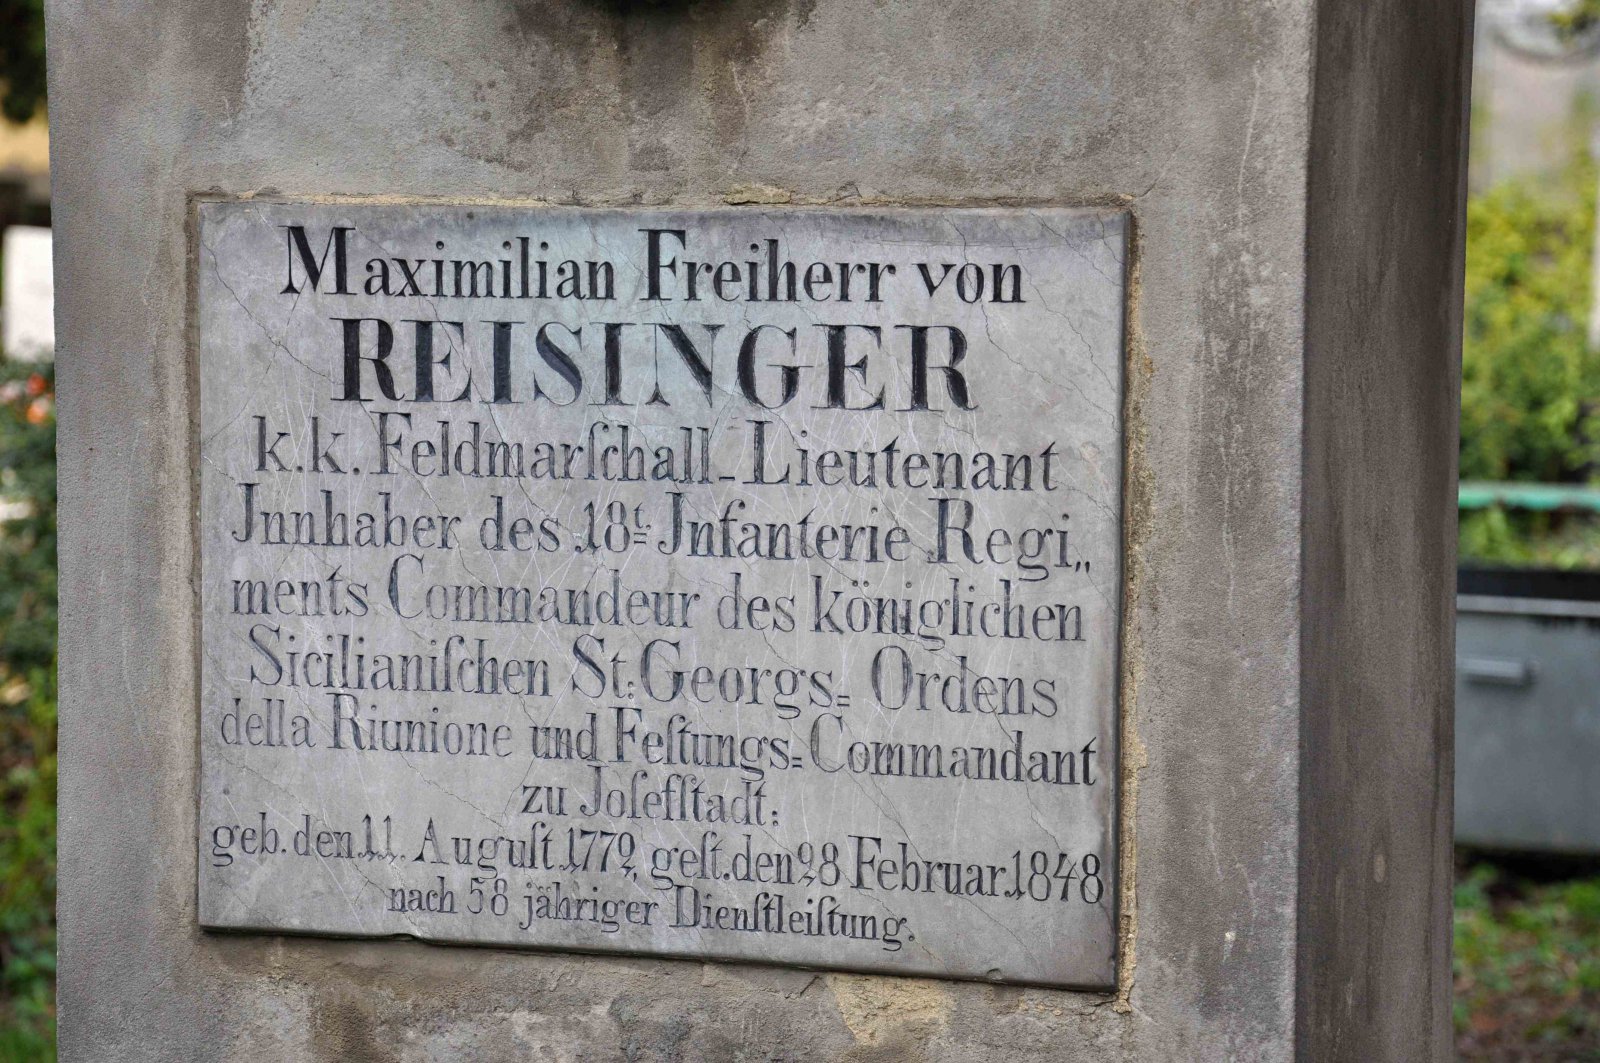 Maximilian Freiherr von
REISINGER
k.k. Feldmarſchall-Lieutenant
Jnnhaber des 18t. Jnfanterie Regi„
ments Commandeur des königlichen
Sicilianiſchen St: Georgs= Ordens
della Riunione und Feſtungs=Commandant
zu Joſefſtadt:
geb. den 11. Auguſt 1772, geſt. den 28 Februar 1848
nach 58 jähriger Dienſtleiſtung.